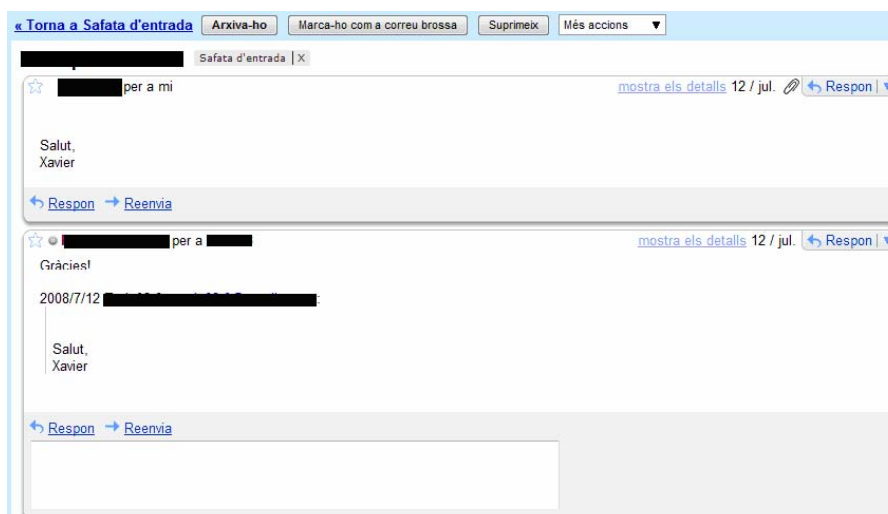 « Torna a Safata d'entrada Arxiva-ho Marca-ho com a correu brossa Suprimeix Més accions
Safata d'entrada | X
per a mi mostra els detalls 12 / jul. Respon
Salut,
Xavier
Respon Reenvia
per a mostra els detalls 12 / jul. Respon
Gràcies!
2008/7/12 :
Salut,
Xavier
Respon Reenvia